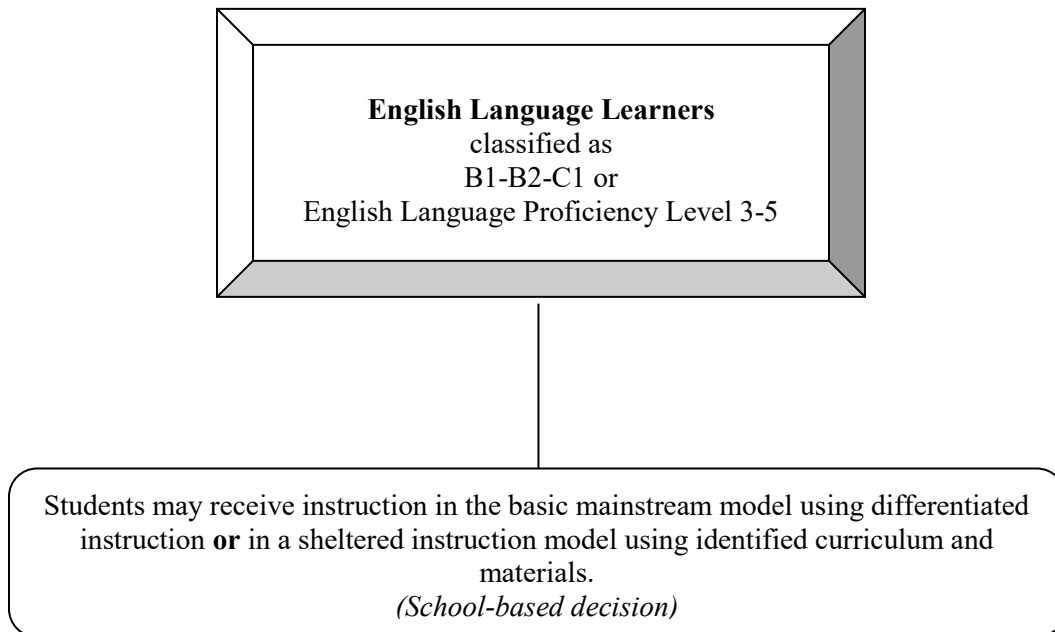 English Language Learners
classified as
B1-B2-C1 or
English Language Proficiency Level 3-5
Students may receive instruction in the basic mainstream model using differentiated
instruction or in a sheltered instruction model using identified curriculum and
materials.
(School-based decision)